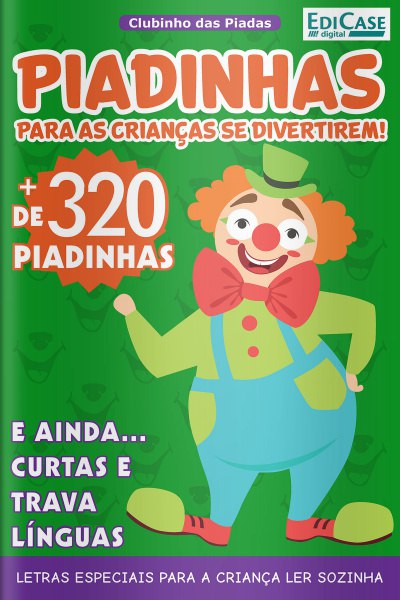 Clubinho das Piadas
EDICASE
digital
PIADINHAS
PARA AS CRIANÇAS SE DIVERTIREM!
+
DE 320
PIADINHAS
E AINDA...
CURTAS E
TRAVA
LÍNGUAS
LETRAS ESPECIAIS PARA A CRIANÇA LER SOZINHA